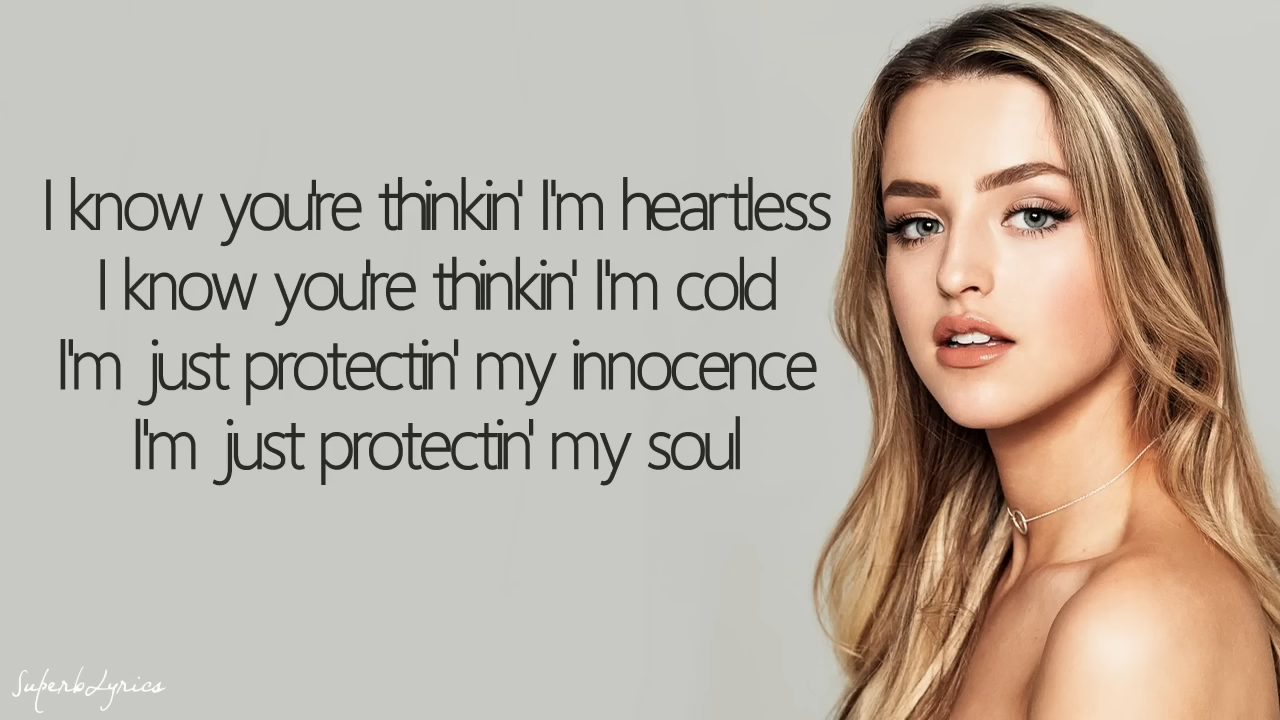 I know you're thinkin' I'm heartless
I know you're thinkin' I'm cold
I'm just protectin' my innocence
I'm just protectin' my soul
SuperbLyrics